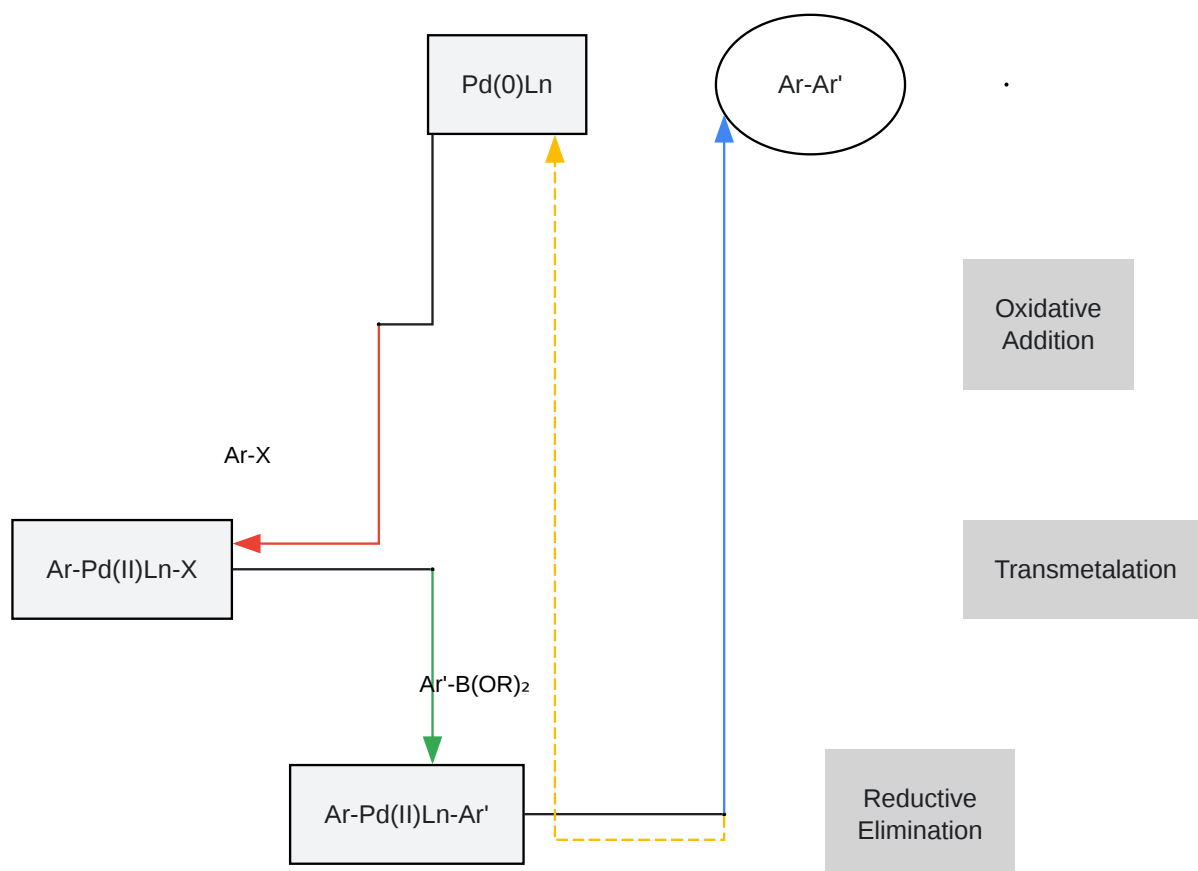 Pd(0)Ln
Ar-Ar'
Oxidative
Addition
Ar-X
Ar-Pd(II)Ln-X
Transmetalation
Ar'-B(OR)₂
Ar-Pd(II)Ln-Ar'
Reductive
Elimination